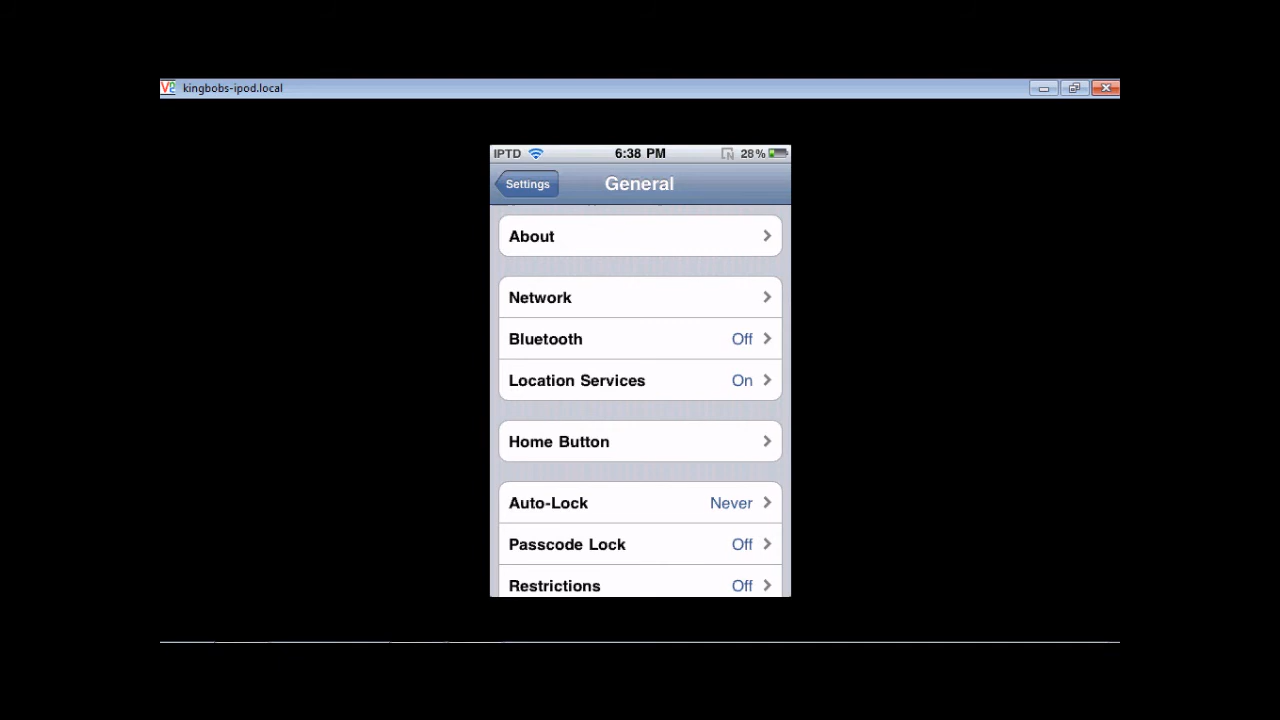 kingbobs-ipod.local
IPTD 6:38 PM 28%
Settings General
About
Network
Bluetooth Off
Location Services On
Home Button
Auto-Lock Never
Passcode Lock Off
Restrictions Off